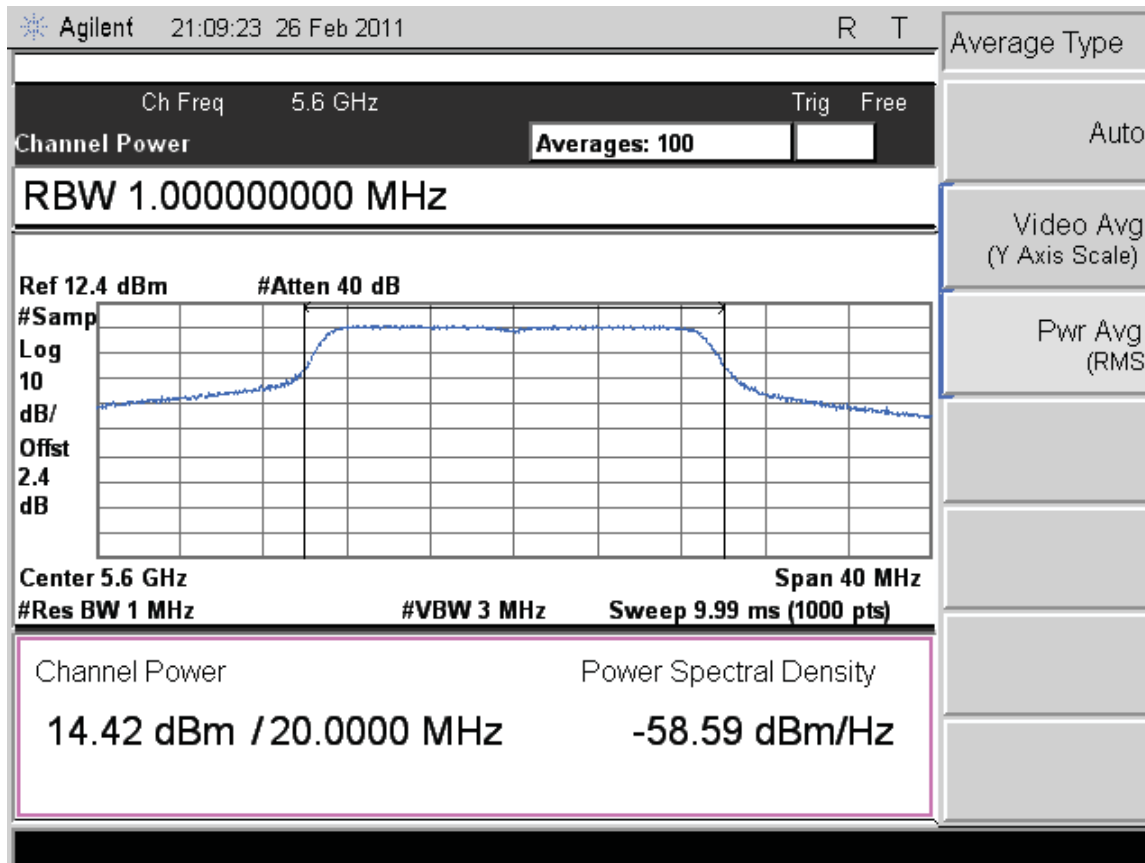 Agilent 21:09:23 26 Feb 2011 R T
Average Type
Ch Freq 5.6 GHz Trig Free
Channel Power Averages: 100
Auto
RBW 1.000000000 MHz
Video Avg
(Y Axis Scale)
Ref 12.4 dBm #Atten 40 dB
#Samp
Log
10
dB/
Offst
2.4
dB
Pwr Avg
(RMS
Center 5.6 GHz Span 40 MHz
#Res BW 1 MHz #VBW 3 MHz Sweep 9.99 ms (1000 pts)
Channel Power Power Spectral Density
14.42 dBm / 20.0000 MHz -58.59 dBm/Hz